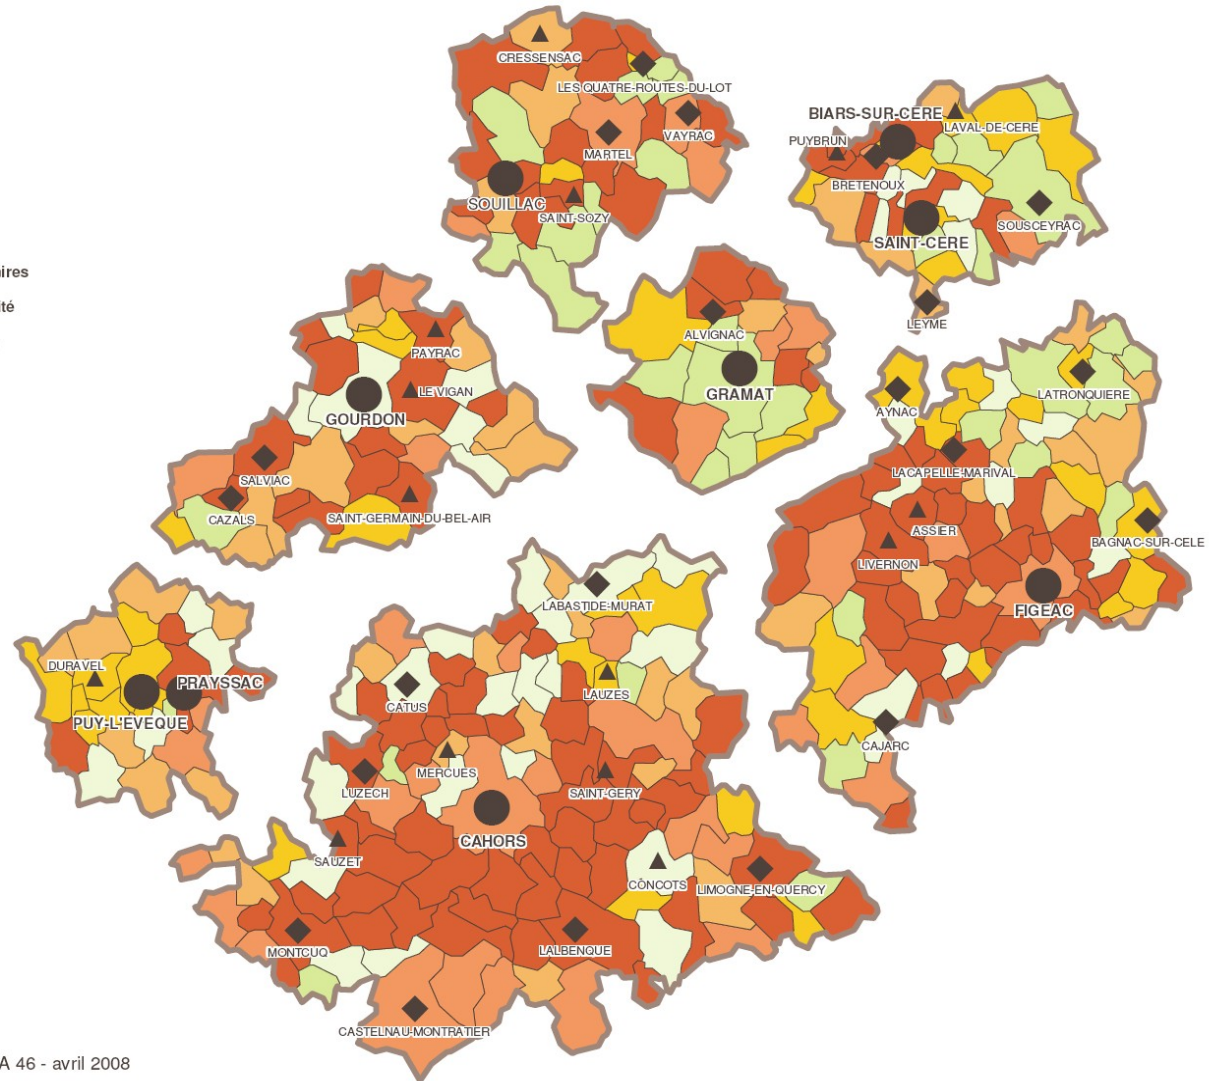 CRESSENSAC
LES QUATRE-ROUTES-DU-LOT
VAYRAC
MARTEL
SOUILLAC
SAINT-SOZY
BIARS-SUR-CERE
LAVAL-DE-CERE
PUYBRUN
BRETENOUX
SOUSCEYRAC
SAINT-CERE
LEYME
ité
PAYRAC
LE VIGAN
GOURDON
SALVIAC
CAZALS
SAINT-GERMAIN-DU-BEL-AIR
ALVIGNAC
GRAMAT
AYNAC
LATRONQUIERE
LACAPELLE-MARIVAL
ASSIER
BAGNAC-SUR-CELE
LIVERNON
FIGEAC
CAJARC
DURAVEL
PRAYSSAC
PUY-L'EVEQUE
LABASTIDE-MURAT
LAUZES
CATUS
MERCUES
LUZECH
SAINT-GERY
CAHORS
SAUZET
CONCOTS
LIMOGNE-EN-QUERCY
MONTCUQ
LALBENQUE
CASTELNAU-MONTRATIER
A 46 - avril 2008